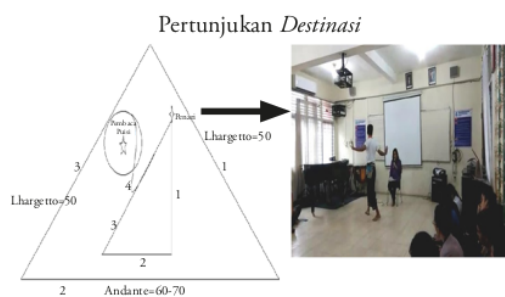 Pertunjukan Destinasi
Pembaca
Puisi
Penari
Lhargetto=50
3
1
4
1
Lhargetto=50
3
2
2
Andante=60-70